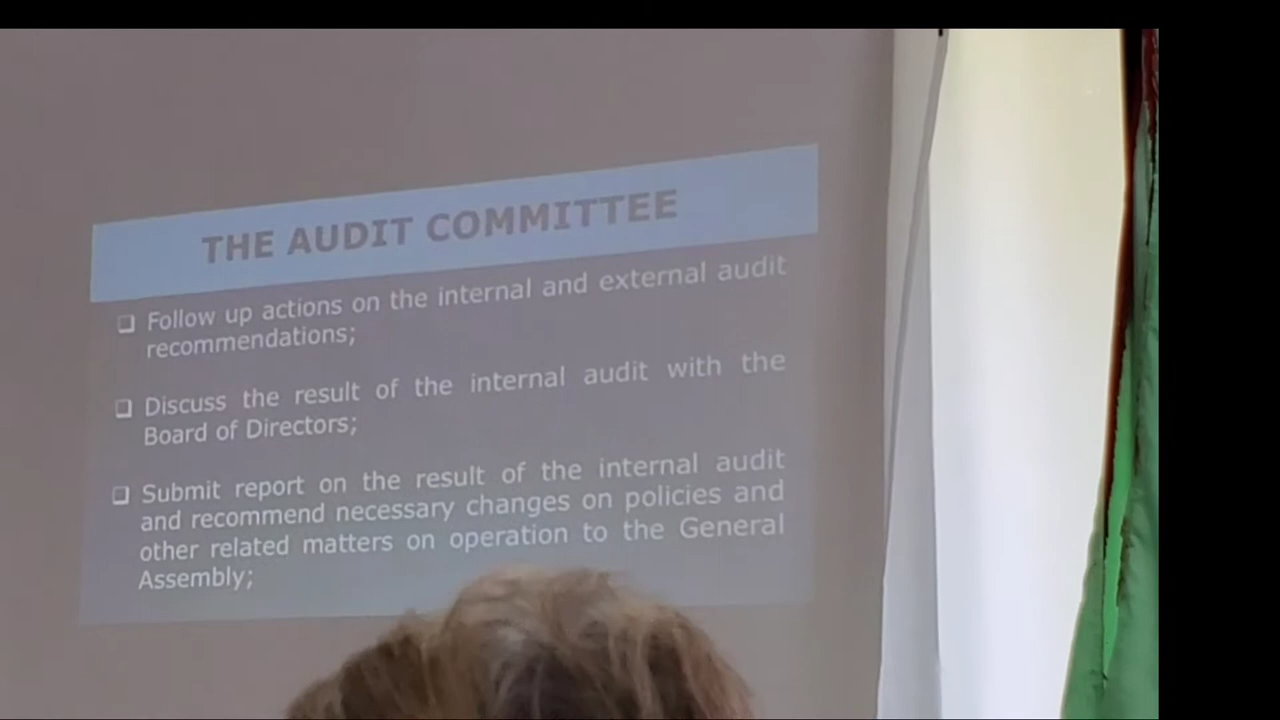 THE AUDIT COMMITTEE
❑ Follow up actions on the internal and external audit
recommendations;
❑ Discuss the result of the internal audit with the
Board of Directors;
❑ Submit report on the result of the internal audit
and recommend necessary changes on policies and
other related matters on operation to the General
Assembly;